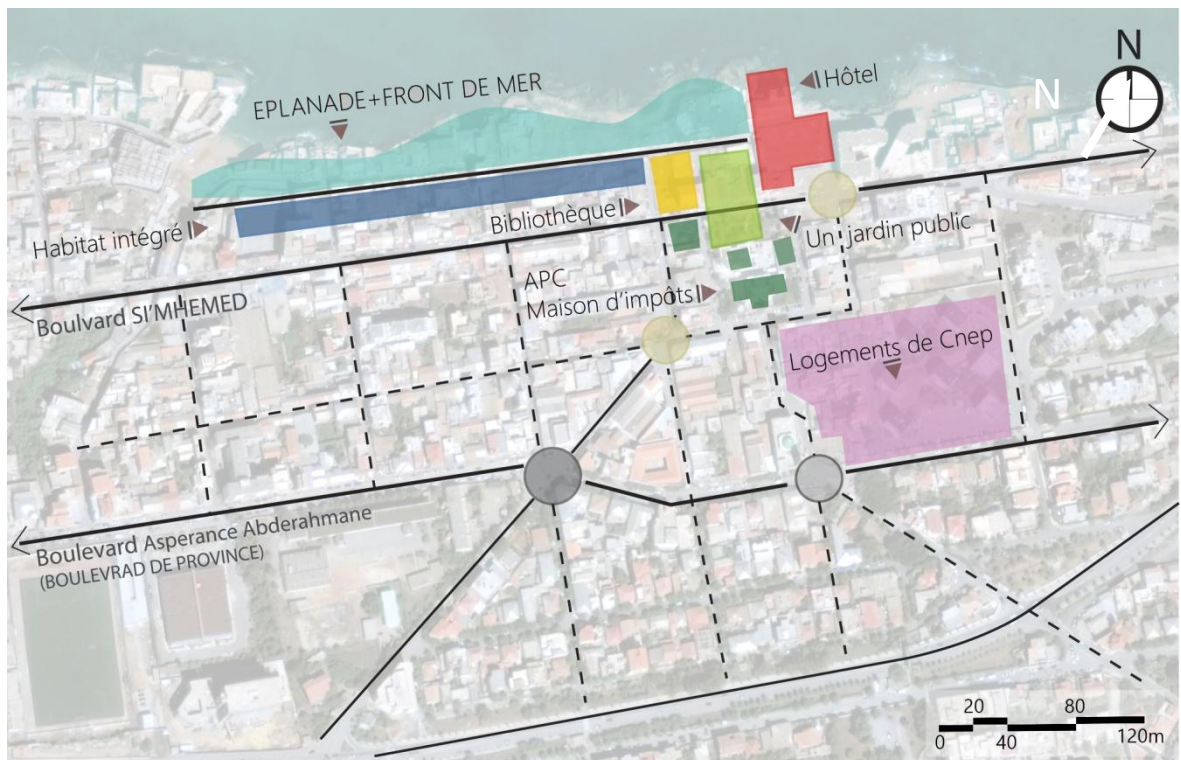 N
N
EPLANADE+FRONT DE MER
Hôtel
Habitat intégré
Bibliothèque
Un jardin public
APC
Maison d'impôts
Boulvard SI'MHEMED
Logements de Cnep
Boulevard Asperance Abderahmane
(BOULEVRAD DE PROVINCE)
20 80
0 40 120m